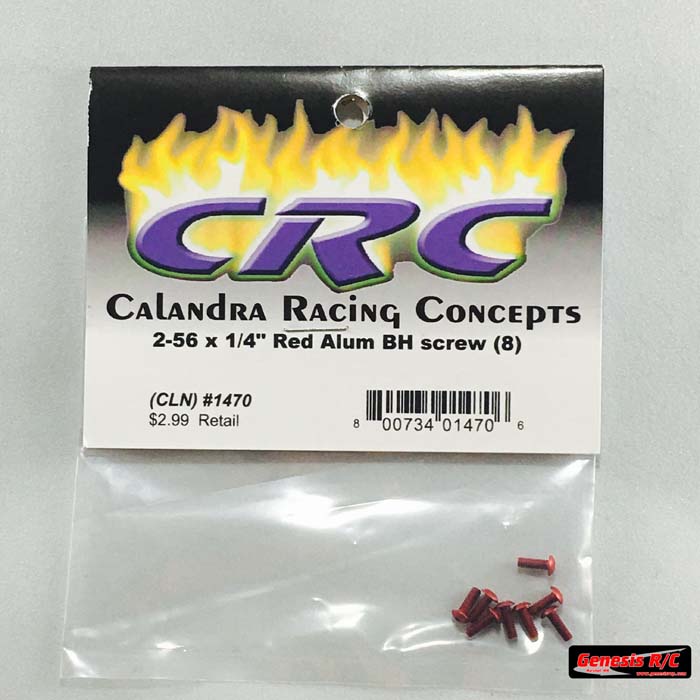 CRC
Calandra Racing Concepts
2-56 x 1/4" Red Alum BH screw (8)
(CLN) #1470
$2.99 Retail
8 00734 01470 6
Genesis R/C